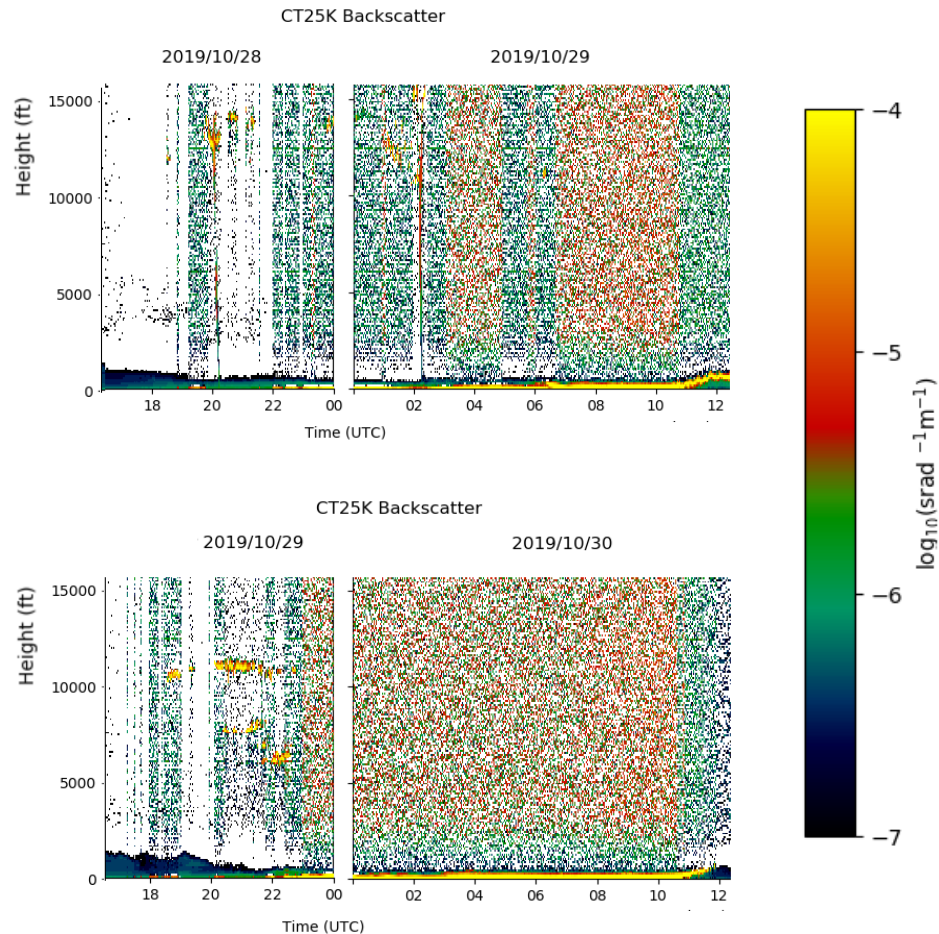 CT25K Backscatter
2019/10/28 2019/10/29
Height (ft)
15000
10000
5000
0
18 20 22 00 02 04 06 08 10 12
Time (UTC)
CT25K Backscatter
2019/10/29 2019/10/30
Height (ft)
15000
10000
5000
0
18 20 22 00 02 04 06 08 10 12
Time (UTC)
−4
−5
−6
−7
log₁₀(srad ⁻¹m⁻¹)